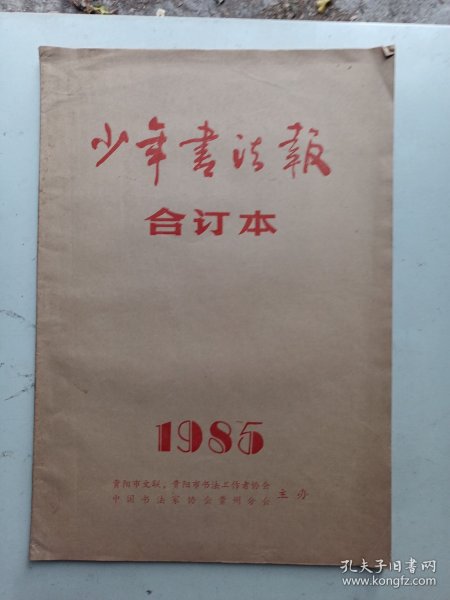 少年書法報
合订本
1985
贵阳市文联、贵阳市书法工作者协会
中国书法家协会贵州分会 主办
孔夫子旧书网
www.kongfz.com